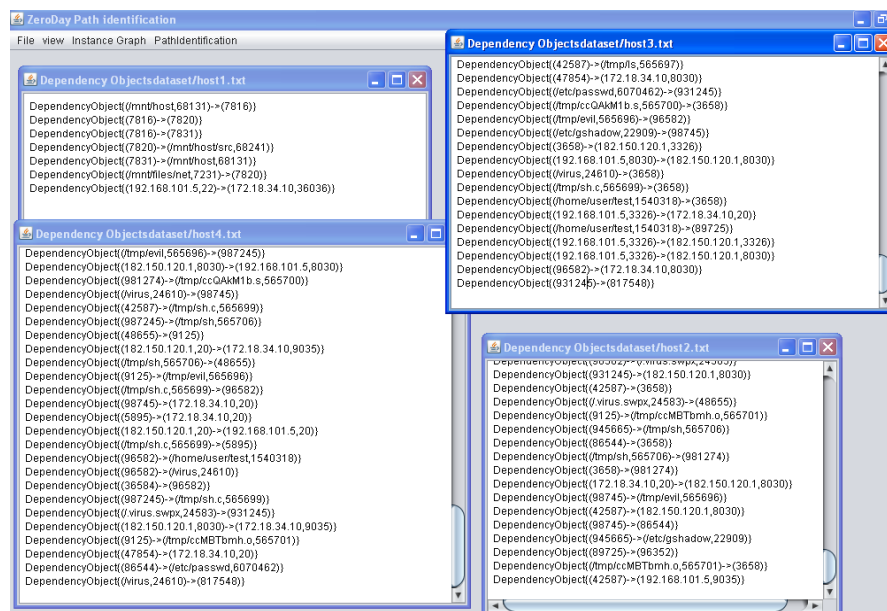 ZeroDay Path identification
File view Instance Graph PathIdentification
Dependency Objectsdataset/host1.txt
DependencyObject{(/mnt/host,68131)->(7816)}
DependencyObject{(7816)->(7820)}
DependencyObject{(7816)->(7831)}
DependencyObject{(7820)->(/mnt/host/src,68241)}
DependencyObject{(7831)->(/mnt/host,68131)}
DependencyObject{(/mnt/files/net,7231)->(7820)}
DependencyObject{(192.168.101.5,22)->(172.18.34.10,36036)}
Dependency Objectsdataset/host3.txt
DependencyObject{(42587)->(/tmp/ls,565697)}
DependencyObject{(47854)->(172.18.34.10,8030)}
DependencyObject{(/etc/passwd,6070462)->(931245)}
DependencyObject{(/tmp/ccQAkM1b.s,565700)->(3658)}
DependencyObject{(/tmp/evil,565696)->(96582)}
DependencyObject{(/etc/gshadow,22909)->(98745)}
DependencyObject{(3658)->(182.150.120.1,3326)}
DependencyObject{(192.168.101.5,8030)->(182.150.120.1,8030)}
DependencyObject{(/virus,24610)->(3658)}
DependencyObject{(/tmp/sh.c,565699)->(3658)}
DependencyObject{(/home/user/test,1540318)->(3658)}
DependencyObject{(192.168.101.5,3326)->(172.18.34.10,20)}
DependencyObject{(/home/user/test,1540318)->(89725)}
DependencyObject{(192.168.101.5,3326)->(182.150.120.1,3326)}
DependencyObject{(192.168.101.5,3326)->(182.150.120.1,8030)}
DependencyObject{(96582)->(172.18.34.10,8030)}
DependencyObject{(931245)->(817548)}
Dependency Objectsdataset/host4.txt
DependencyObject{(/tmp/evil,565696)->(987245)}
DependencyObject{(182.150.120.1,8030)->(192.168.101.5,8030)}
DependencyObject{(981274)->(/tmp/ccQAkM1b.s,565700)}
DependencyObject{(/virus,24610)->(98745)}
DependencyObject{(42587)->(/tmp/sh.c,565699)}
DependencyObject{(987245)->(/tmp/sh,565706)}
DependencyObject{(48655)->(9125)}
DependencyObject{(182.150.120.1,20)->(172.18.34.10,9035)}
DependencyObject{(/tmp/sh,565706)->(48655)}
DependencyObject{(9125)->(/tmp/evil,565696)}
DependencyObject{(/tmp/sh.c,565699)->(96582)}
DependencyObject{(98745)->(172.18.34.10,20)}
DependencyObject{(5895)->(172.18.34.10,20)}
DependencyObject{(182.150.120.1,20)->(192.168.101.5,20)}
DependencyObject{(/tmp/sh.c,565699)->(5895)}
DependencyObject{(96582)->(/home/user/test,1540318)}
DependencyObject{(96582)->(/virus,24610)}
DependencyObject{(36584)->(96582)}
DependencyObject{(987245)->(/tmp/sh.c,565699)}
DependencyObject{(/.virus.swpx,24583)->(931245)}
DependencyObject{(182.150.120.1,8030)->(172.18.34.10,9035)}
DependencyObject{(9125)->(/tmp/ccMBTbmh.o,565701)}
DependencyObject{(47854)->(172.18.34.10,20)}
DependencyObject{(86544)->(/etc/passwd,6070462)}
DependencyObject{(/virus,24610)->(817548)}
Dependency Objectsdataset/host2.txt
DependencyObject{(931245)->(182.150.120.1,8030)}
DependencyObject{(42587)->(3658)}
DependencyObject{(/.virus.swpx,24583)->(48655)}
DependencyObject{(9125)->(/tmp/ccMBTbmh.o,565701)}
DependencyObject{(945665)->(/tmp/sh,565706)}
DependencyObject{(86544)->(3658)}
DependencyObject{(/tmp/sh,565706)->(981274)}
DependencyObject{(3658)->(981274)}
DependencyObject{(172.18.34.10,20)->(182.150.120.1,8030)}
DependencyObject{(98745)->(/tmp/evil,565696)}
DependencyObject{(42587)->(182.150.120.1,8030)}
DependencyObject{(98745)->(86544)}
DependencyObject{(945665)->(/etc/gshadow,22909)}
DependencyObject{(89725)->(96352)}
DependencyObject{(/tmp/ccMBTbmh.o,565701)->(3658)}
DependencyObject{(42587)->(192.168.101.5,9035)}